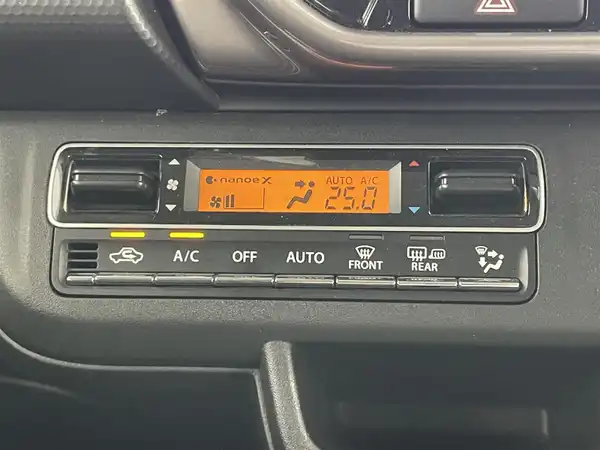 nanoeX AUTO A/C
25.0
A/C OFF AUTO FRONT REAR